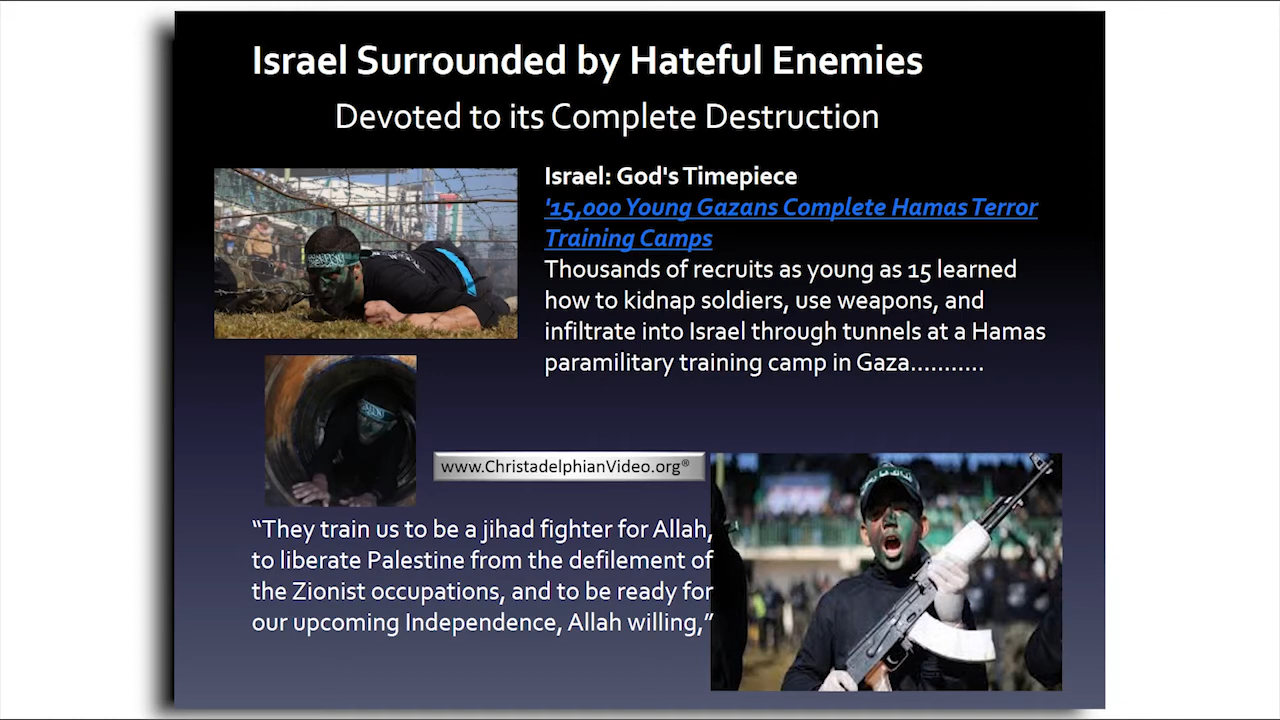 Israel Surrounded by Hateful Enemies
Devoted to its Complete Destruction
Israel: God's Timepiece
'15,000 Young Gazans Complete Hamas Terror
Training Camps
Thousands of recruits as young as 15 learned
how to kidnap soldiers, use weapons, and
infiltrate into Israel through tunnels at a Hamas
paramilitary training camp in Gaza...........
www.ChristadelphianVideo.org®
“They train us to be a jihad fighter for Allah,
to liberate Palestine from the defilement of
the Zionist occupations, and to be ready for
our upcoming Independence, Allah willing,”